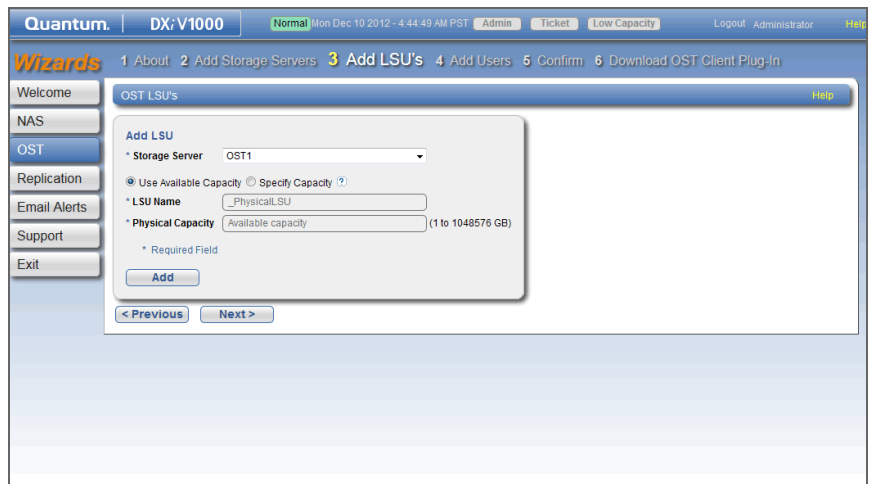 Quantum. DXi V1000 Normal Mon Dec 10 2012 - 4:44:49 AM PST Admin Ticket Low Capacity Logout Administrator Help
Wizards 1 About 2 Add Storage Servers 3 Add LSU's 4 Add Users 5 Confirm 6 Download OST Client Plug-In
Welcome
NAS
OST
Replication
Email Alerts
Support
Exit
OST LSU's Help
Add LSU
* Storage Server OST1
Use Available Capacity Specify Capacity ?
* LSU Name _PhysicalLSU
* Physical Capacity Available capacity (1 to 1048576 GB)
* Required Field
Add
< Previous Next >